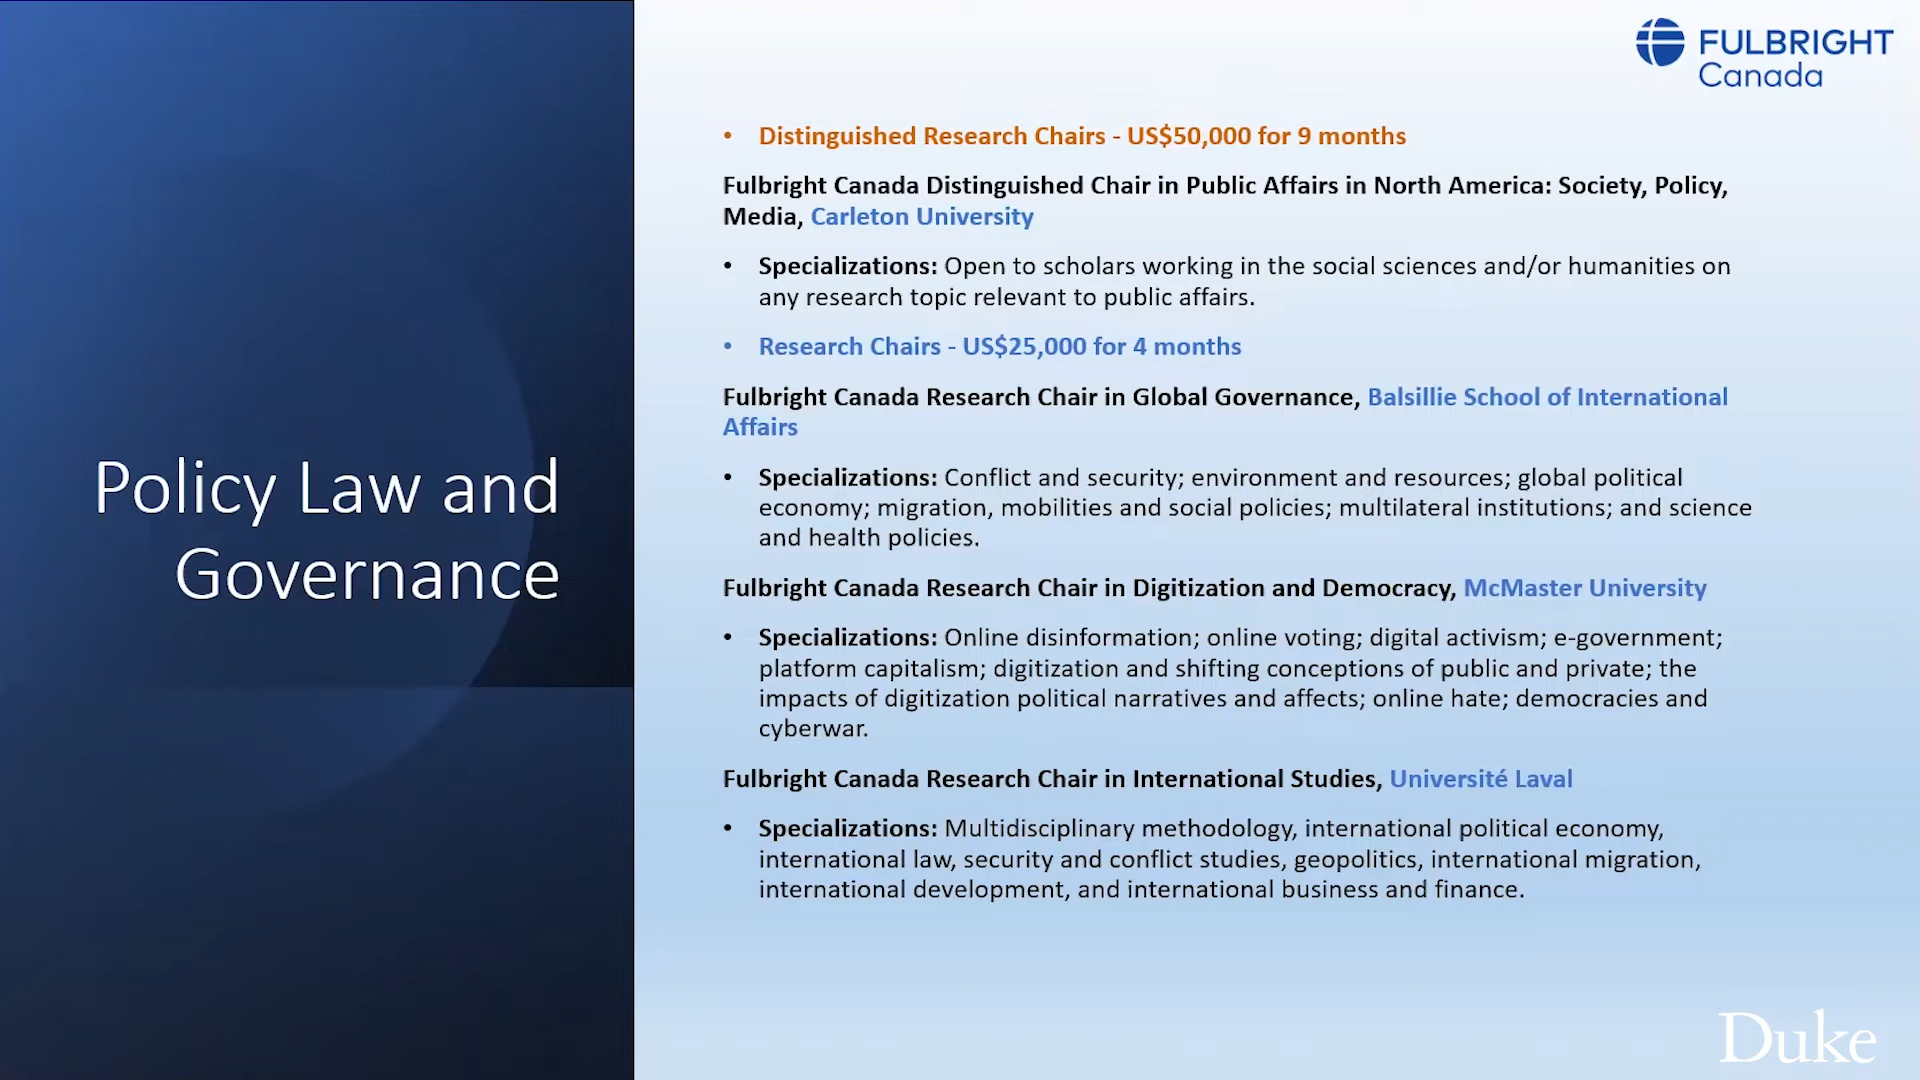 FULBRIGHT
Canada
Policy Law and
Governance
• Distinguished Research Chairs - US$50,000 for 9 months
Fulbright Canada Distinguished Chair in Public Affairs in North America: Society, Policy,
Media, Carleton University
• Specializations: Open to scholars working in the social sciences and/or humanities on
any research topic relevant to public affairs.
• Research Chairs - US$25,000 for 4 months
Fulbright Canada Research Chair in Global Governance, Balsillie School of International
Affairs
• Specializations: Conflict and security; environment and resources; global political
economy; migration, mobilities and social policies; multilateral institutions; and science
and health policies.
Fulbright Canada Research Chair in Digitization and Democracy, McMaster University
• Specializations: Online disinformation; online voting; digital activism; e-government;
platform capitalism; digitization and shifting conceptions of public and private; the
impacts of digitization political narratives and affects; online hate; democracies and
cyberwar.
Fulbright Canada Research Chair in International Studies, Université Laval
• Specializations: Multidisciplinary methodology, international political economy,
international law, security and conflict studies, geopolitics, international migration,
international development, and international business and finance.
Duke